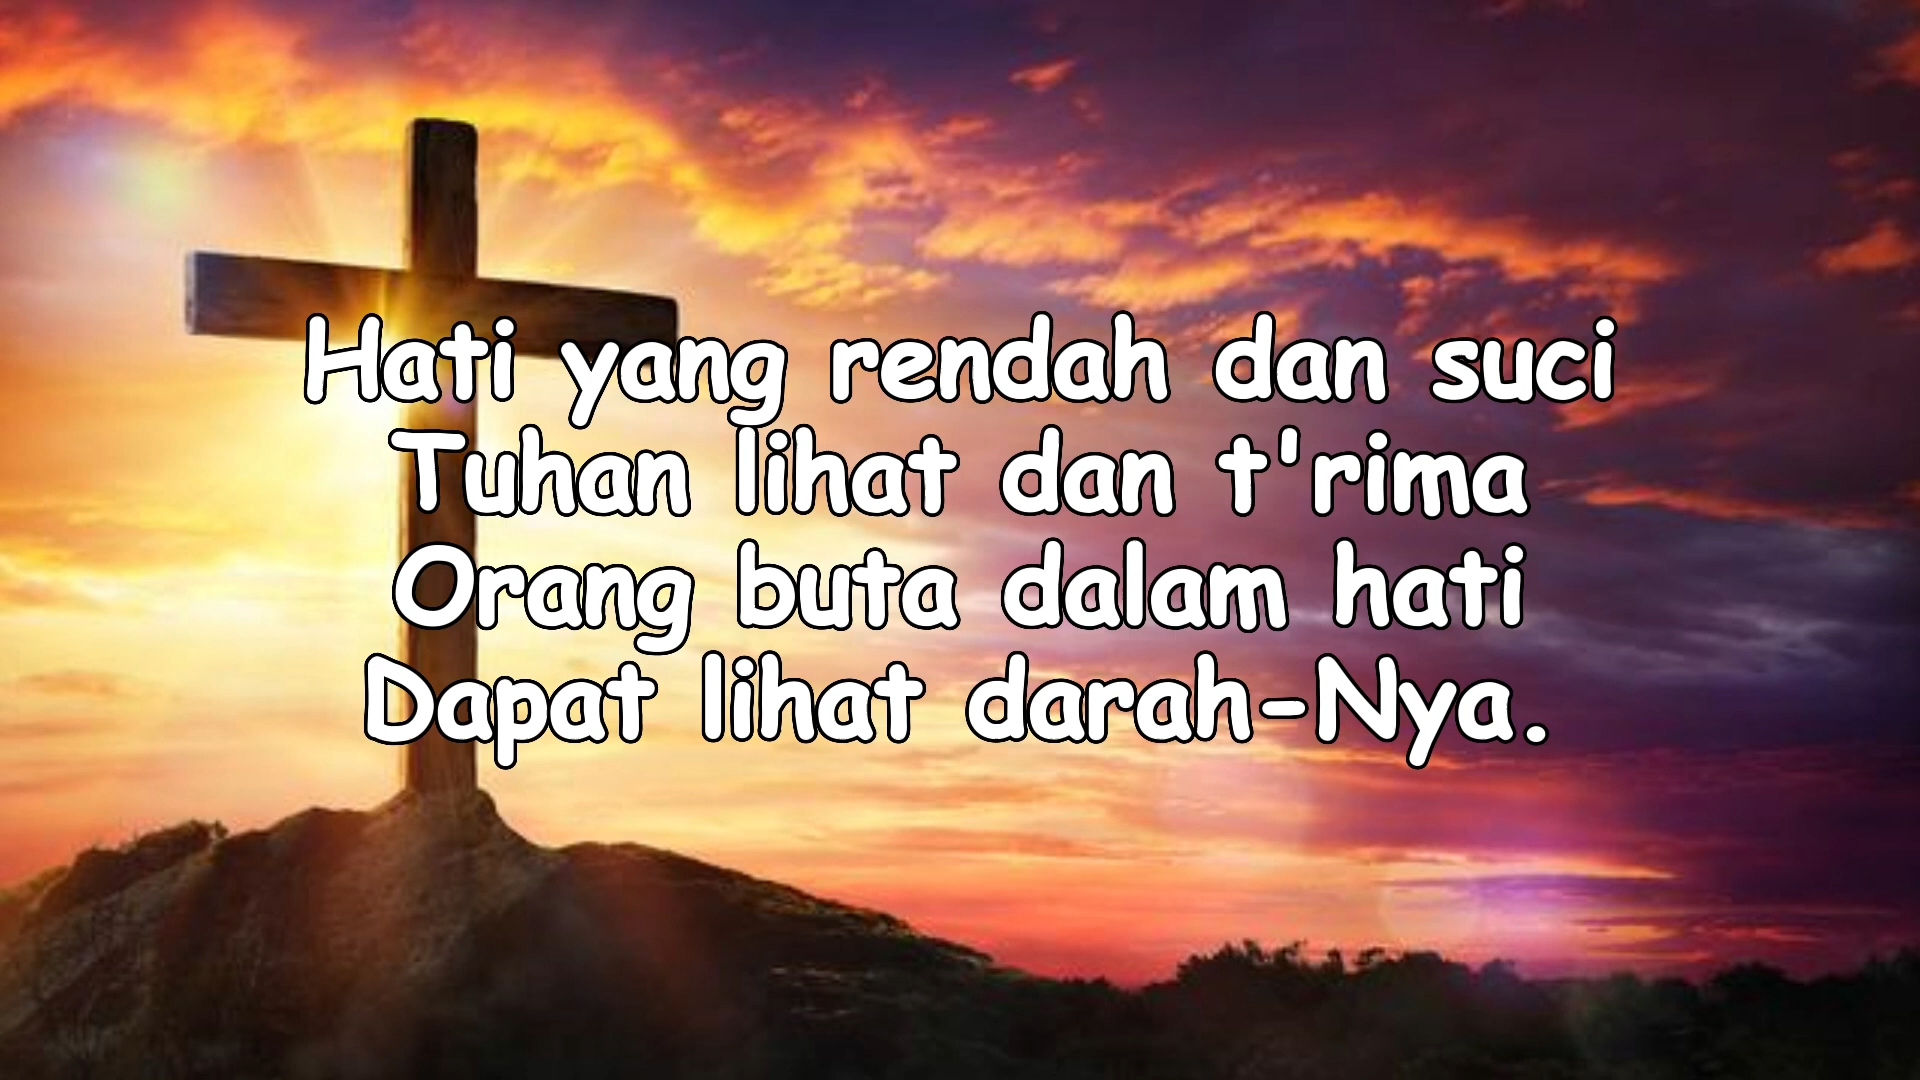 Hati yang rendah dan suci
Tuhan lihat dan t'rima
Orang buta dalam hati
Dapat lihat darah-Nya.